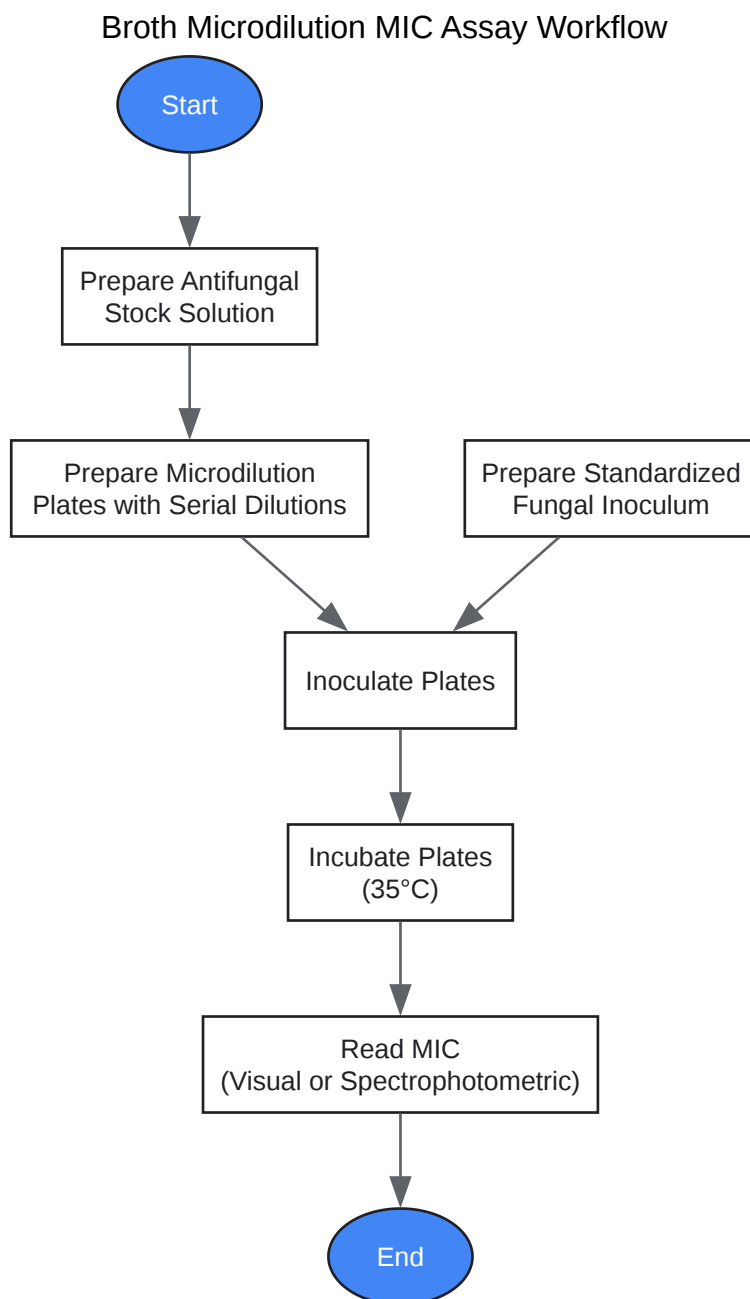 Broth Microdilution MIC Assay Workflow
Start
Prepare Antifungal
Stock Solution
Prepare Microdilution
Plates with Serial Dilutions
Prepare Standardized
Fungal Inoculum
Inoculate Plates
Incubate Plates
(35°C)
Read MIC
(Visual or Spectrophotometric)
End